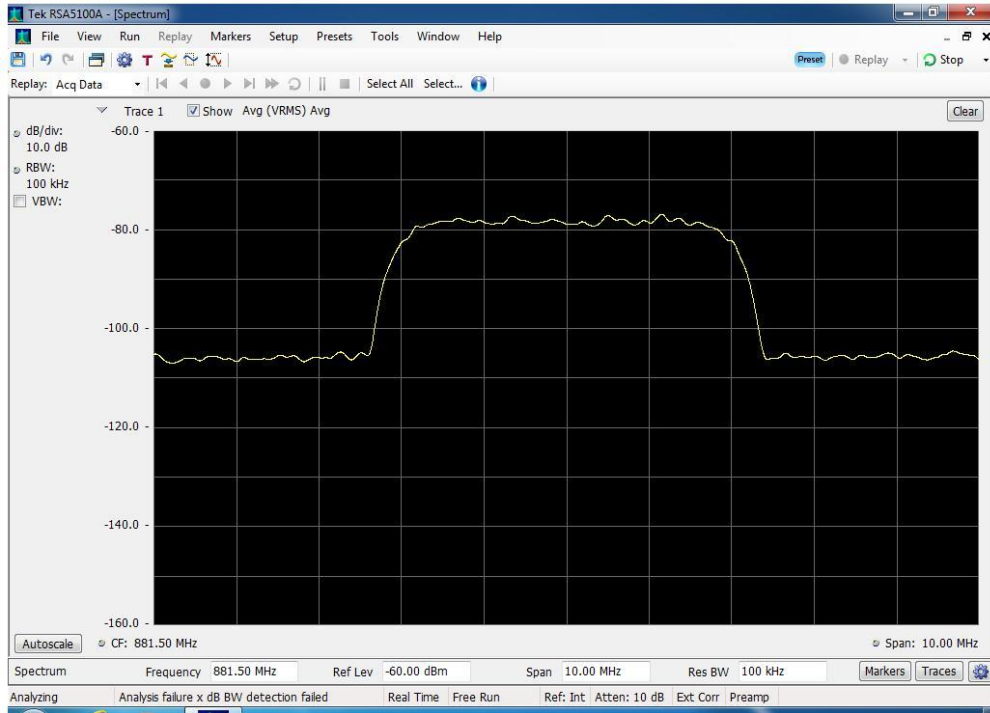 Tek RSA5100A - [Spectrum]
File View Run Replay Markers Setup Presets Tools Window Help
Preset Replay Stop
Replay: Acq Data Select All Select...
Trace 1 Show Avg (VRMS) Avg Clear
dB/div:
10.0 dB
RBW:
100 kHz
VBW:
-60.0 -
-80.0 -
-100.0 -
-120.0 -
-140.0 -
-160.0 -
Autoscale CF: 881.50 MHz Span: 10.00 MHz
Spectrum Frequency 881.50 MHz Ref Lev -60.00 dBm Span 10.00 MHz Res BW 100 kHz Markers Traces
Analyzing Analysis failure x dB BW detection failed Real Time Free Run Ref: Int Atten: 10 dB Ext Corr Preamp